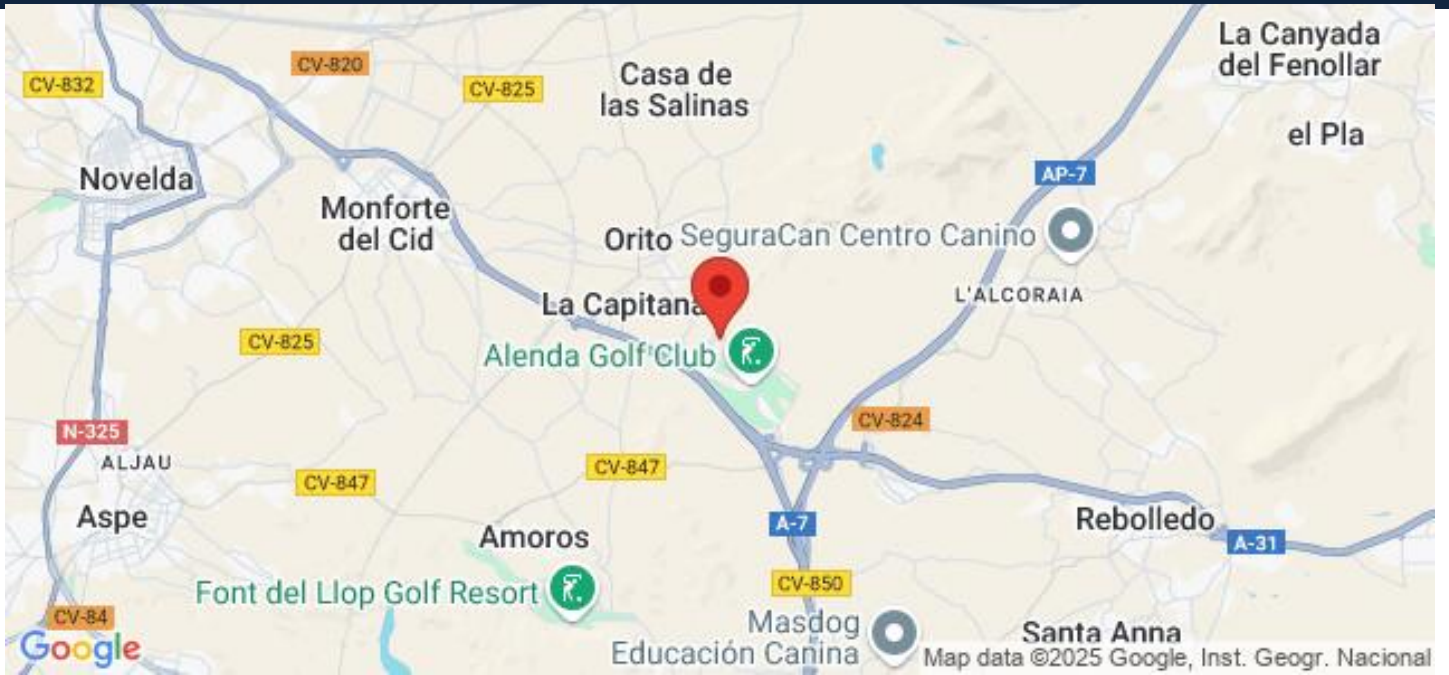 La Canyada
del Fenollar
CV-820
CV-832
CV-825
Casa de
las Salinas
el Pla
AP-7
Novelda
Monforte
del Cid
Orito
SeguraCan Centro Canino
L'ALCORAIA
La Capitana
CV-825
Alenda Golf Club
CV-824
N-325
ALJAU
CV-847
CV-847
Aspe
Amoros
A-7
Rebolledo
A-31
CV-850
Font del Llop Golf Resort
CV-84
Masdog
Educación Canina
Santa Anna
Google
Map data ©2025 Google, Inst. Geogr. Nacional